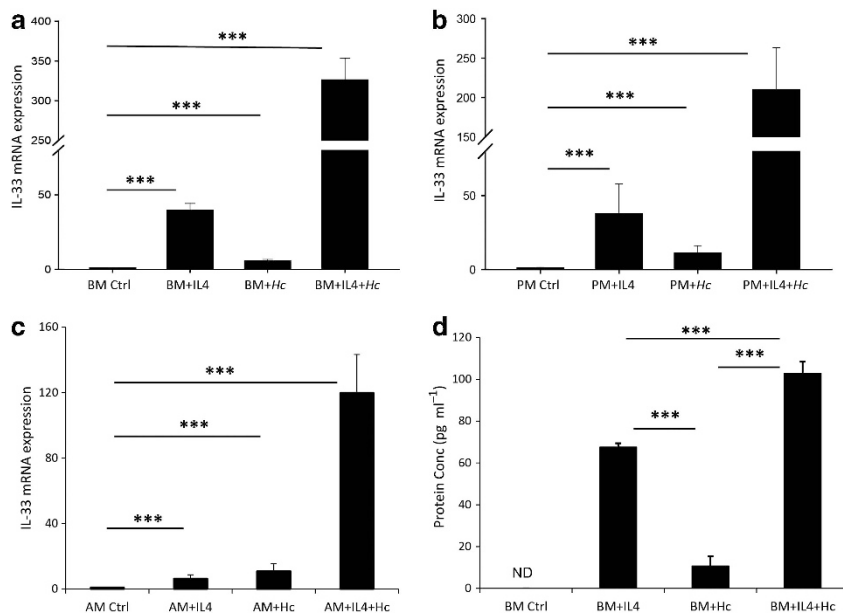 a
IL-33 mRNA expression
400
350
300
250
50
0
***
***
***
BM Ctrl
BM+IL4
BM+Hc
BM+IL4+Hc
b
IL-33 mRNA expression
300
250
200
150
50
0
***
***
***
PM Ctrl
PM+IL4
PM+Hc
PM+IL4+Hc
c
IL-33 mRNA expression
160
120
80
40
0
***
***
***
AM Ctrl
AM+IL4
AM+Hc
AM+IL4+Hc
d
Protein Conc (pg ml⁻¹)
120
100
80
60
40
20
0
***
***
***
ND
BM Ctrl
BM+IL4
BM+Hc
BM+IL4+Hc